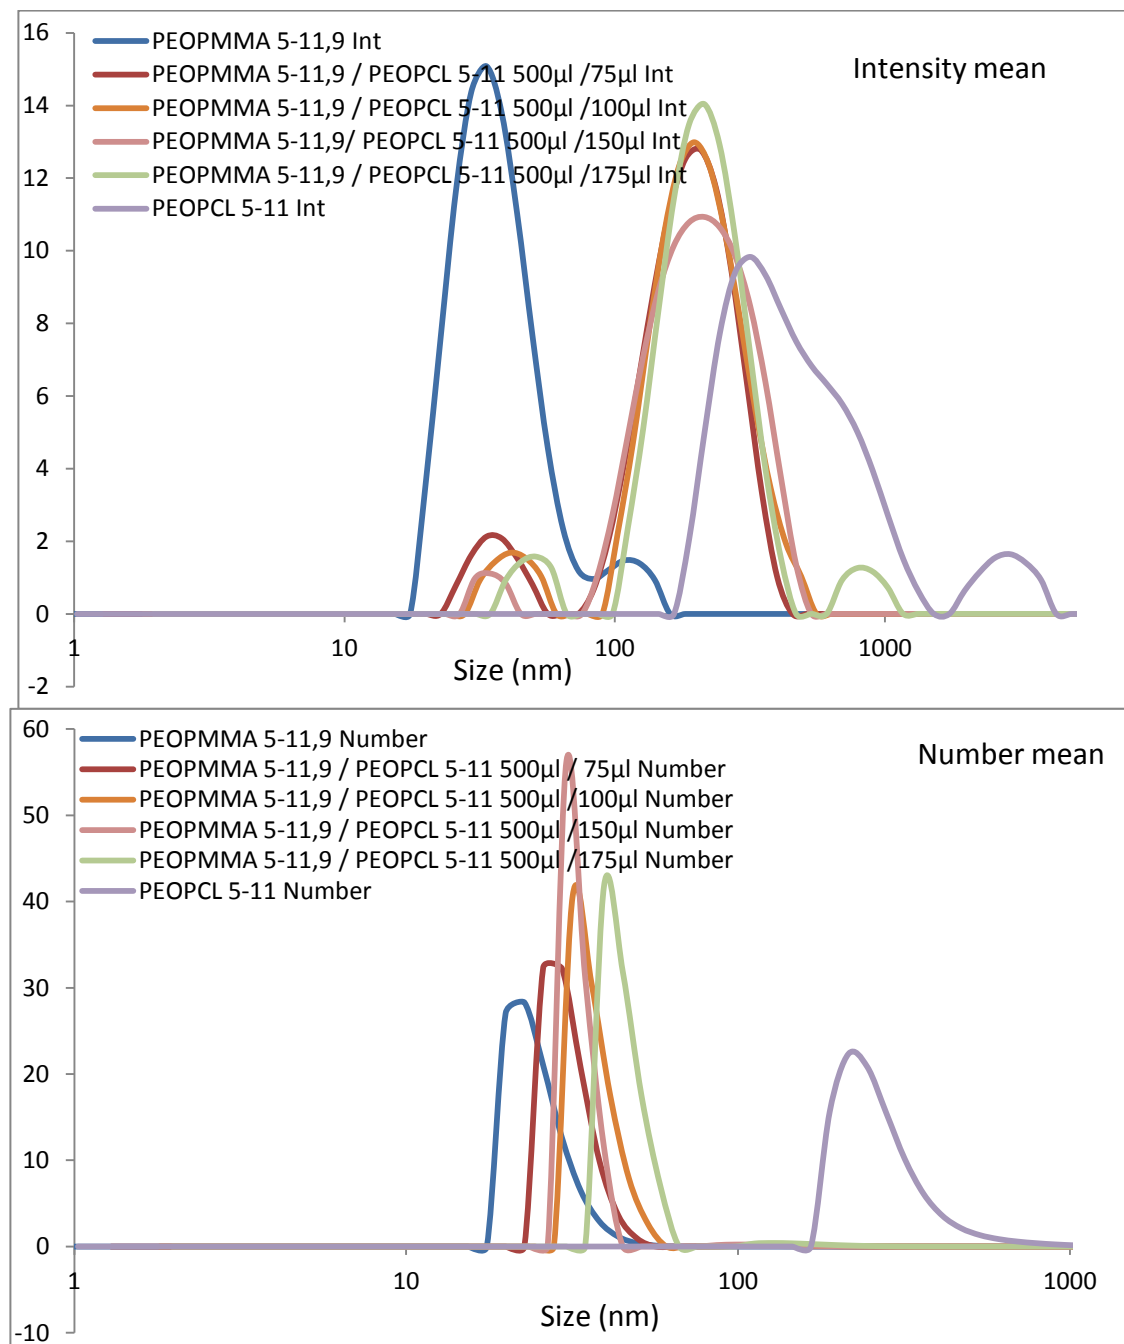 16
14
12
10
8
6
4
2
0
-2
PEOPMMA 5-11,9 Int
PEOPMMA 5-11,9 / PEOPCL 5-11 500µl /75µl Int
PEOPMMA 5-11,9 / PEOPCL 5-11 500µl /100µl Int
PEOPMMA 5-11,9/ PEOPCL 5-11 500µl /150µl Int
PEOPMMA 5-11,9 / PEOPCL 5-11 500µl /175µl Int
PEOPCL 5-11 Int
Intensity mean
1 10 100 1000
Size (nm)
60
50
40
30
20
10
0
-10
PEOPMMA 5-11,9 Number
PEOPMMA 5-11,9 / PEOPCL 5-11 500µl / 75µl Number
PEOPMMA 5-11,9 / PEOPCL 5-11 500µl /100µl Number
PEOPMMA 5-11,9 / PEOPCL 5-11 500µl /150µl Number
PEOPMMA 5-11,9 / PEOPCL 5-11 500µl /175µl Number
PEOPCL 5-11 Number
Number mean
1 10 100 1000
Size (nm)